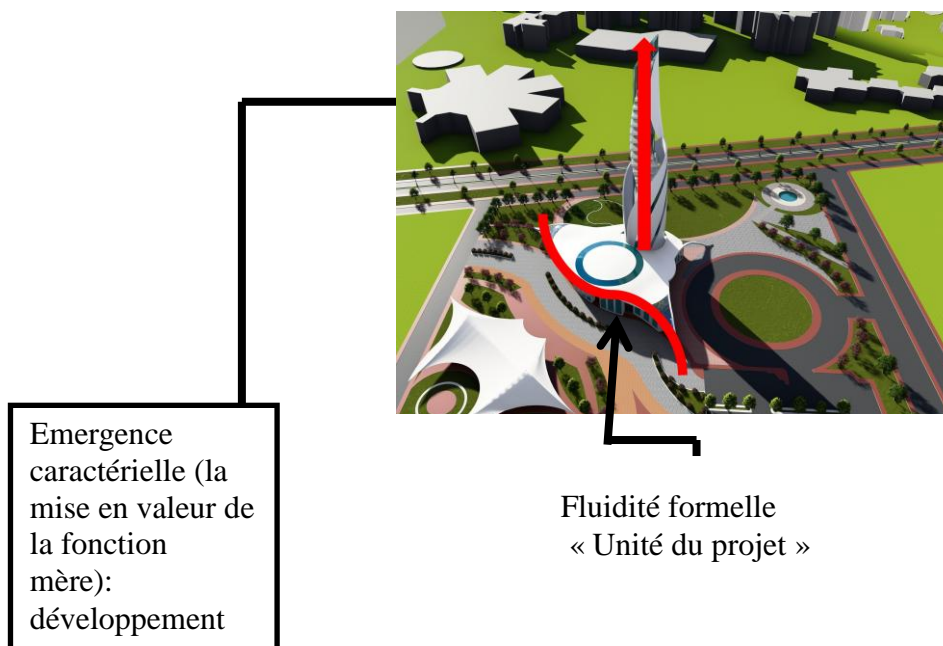 Emergence
caractérielle (la
mise en valeur de
la fonction
mère):
développement
Fluidité formelle
« Unité du projet »